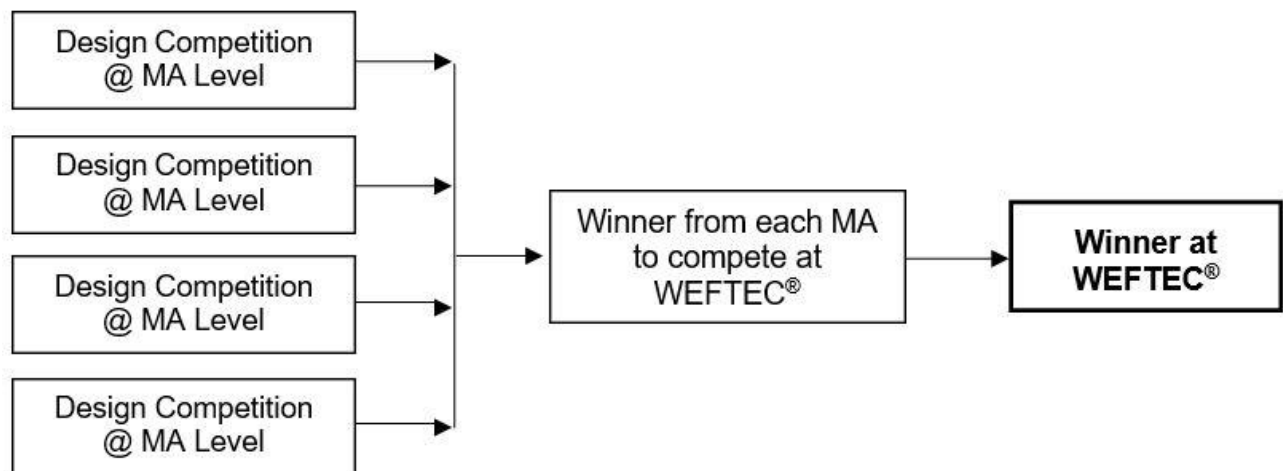 Design Competition
@ MA Level
Design Competition
@ MA Level
Design Competition
@ MA Level
Design Competition
@ MA Level
Winner from each MA
to compete at
WEFTEC®
Winner at
WEFTEC®